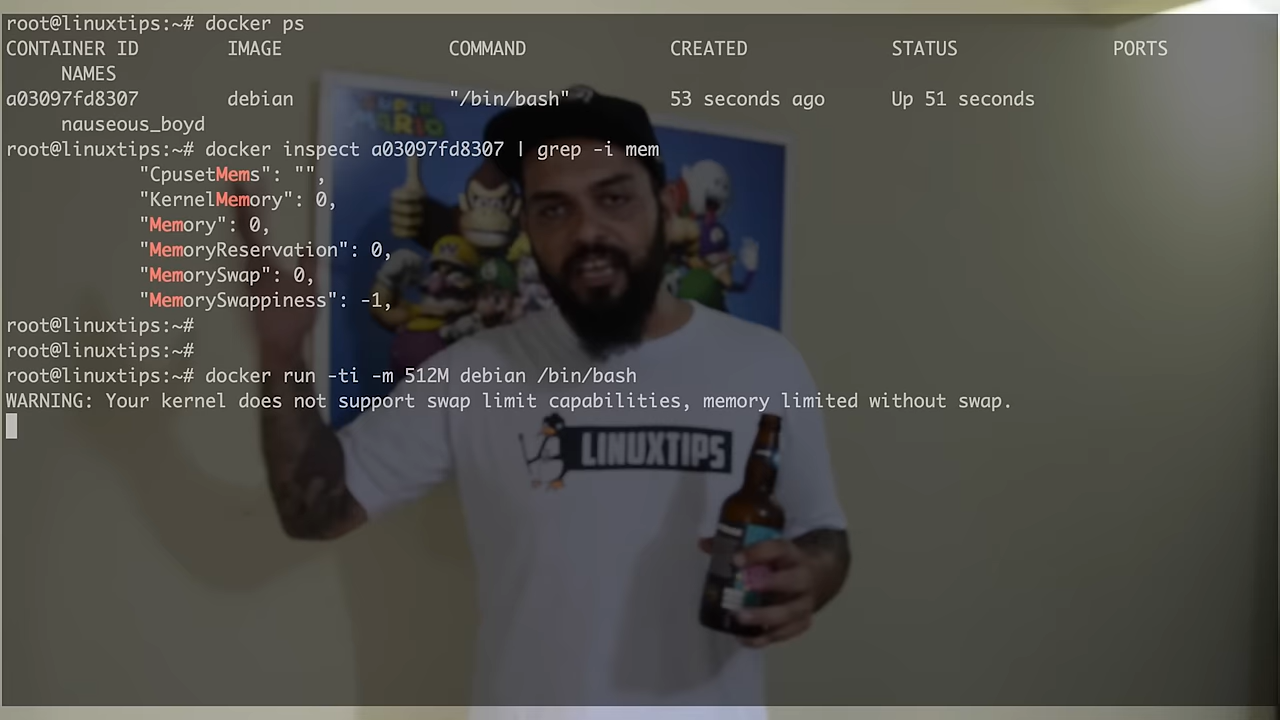 root@linuxtips:~# docker ps
CONTAINER ID IMAGE COMMAND CREATED STATUS PORTS
NAMES
a03097fd8307 debian "/bin/bash" 53 seconds ago Up 51 seconds
nauseous_boyd
root@linuxtips:~# docker inspect a03097fd8307 | grep -i mem
"CpusetMems": "",
"KernelMemory": 0,
"Memory": 0,
"MemoryReservation": 0,
"MemorySwap": 0,
"MemorySwappiness": -1,
root@linuxtips:~#
root@linuxtips:~#
root@linuxtips:~# docker run -ti -m 512M debian /bin/bash
WARNING: Your kernel does not support swap limit capabilities, memory limited without swap.
SUPER
MARIO
LINUXTIPS